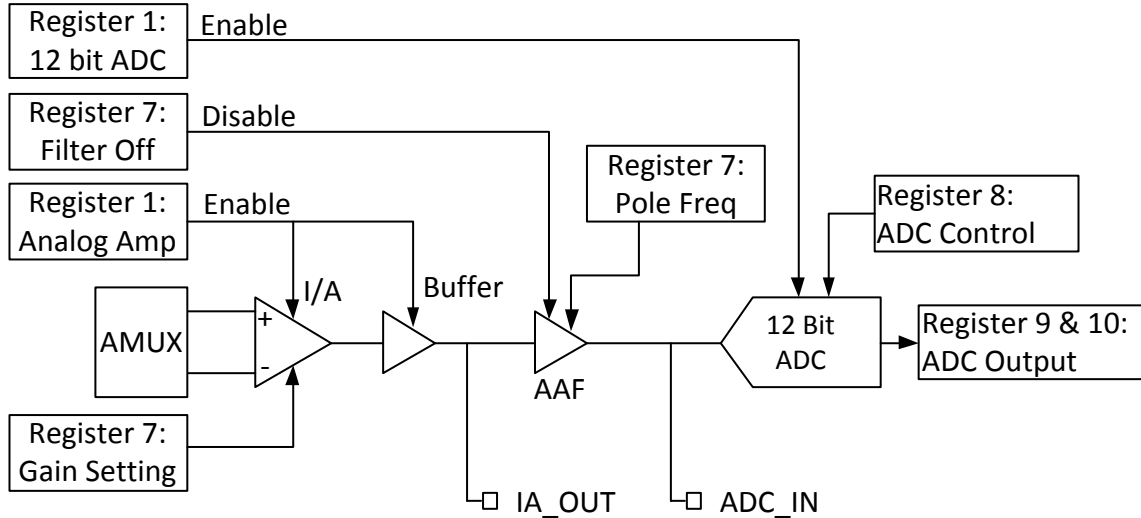 Register 1:
12 bit ADC
Enable
Register 7:
Filter Off
Disable
Register 7:
Pole Freq
Register 1:
Analog Amp
Enable
Register 8:
ADC Control
I/A
Buffer
AMUX
+
-
AAF
12 Bit
ADC
Register 9 & 10:
ADC Output
Register 7:
Gain Setting
IA_OUT
ADC_IN